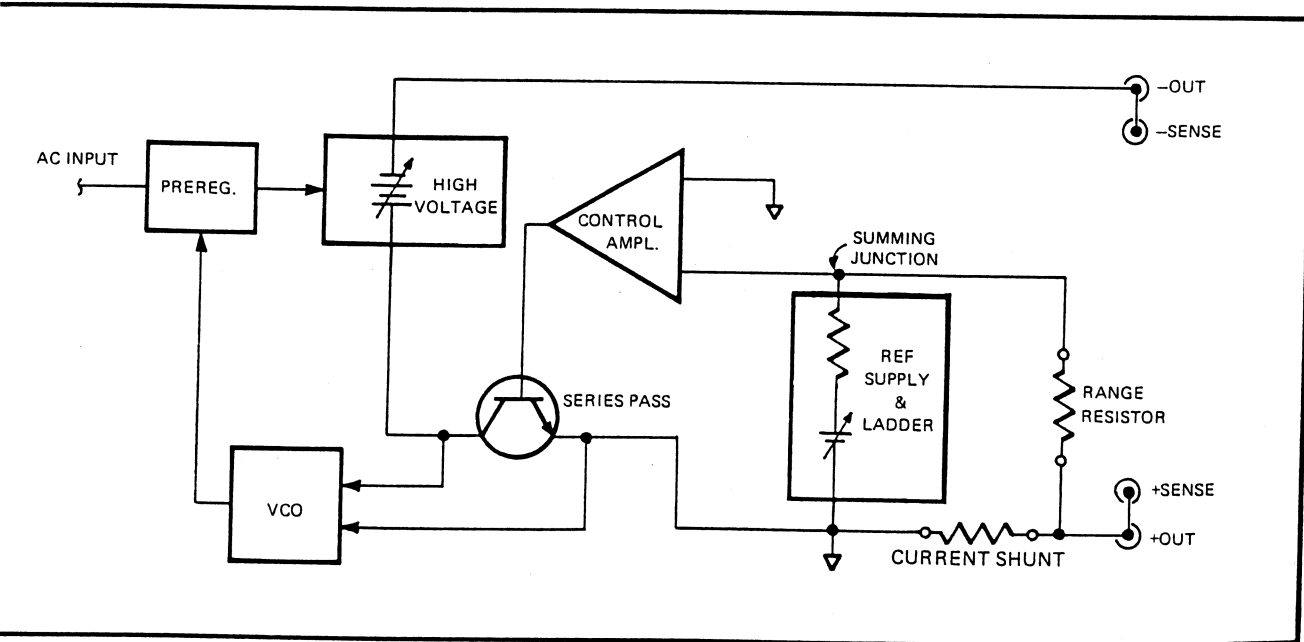 –OUT
–SENSE
AC INPUT
PREREG.
HIGH
VOLTAGE
CONTROL
AMPL.
SUMMING
JUNCTION
REF
SUPPLY
&
LADDER
RANGE
RESISTOR
SERIES PASS
VCO
+SENSE
+OUT
CURRENT SHUNT